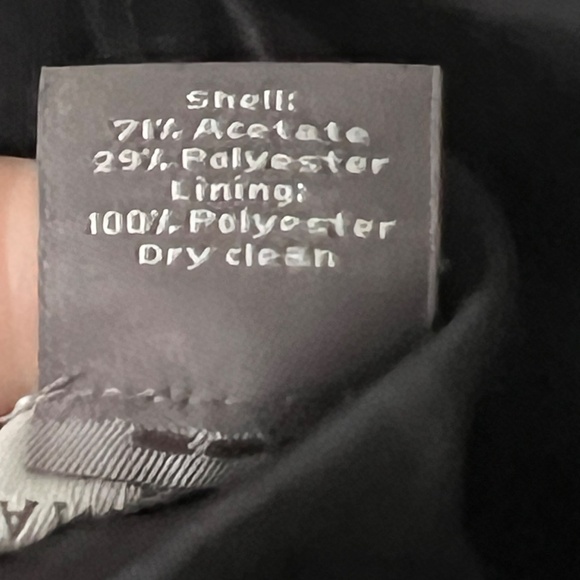 Shell:
71% Acetate
29% Polyester
Lining:
100% Polyester
Dry clean
A